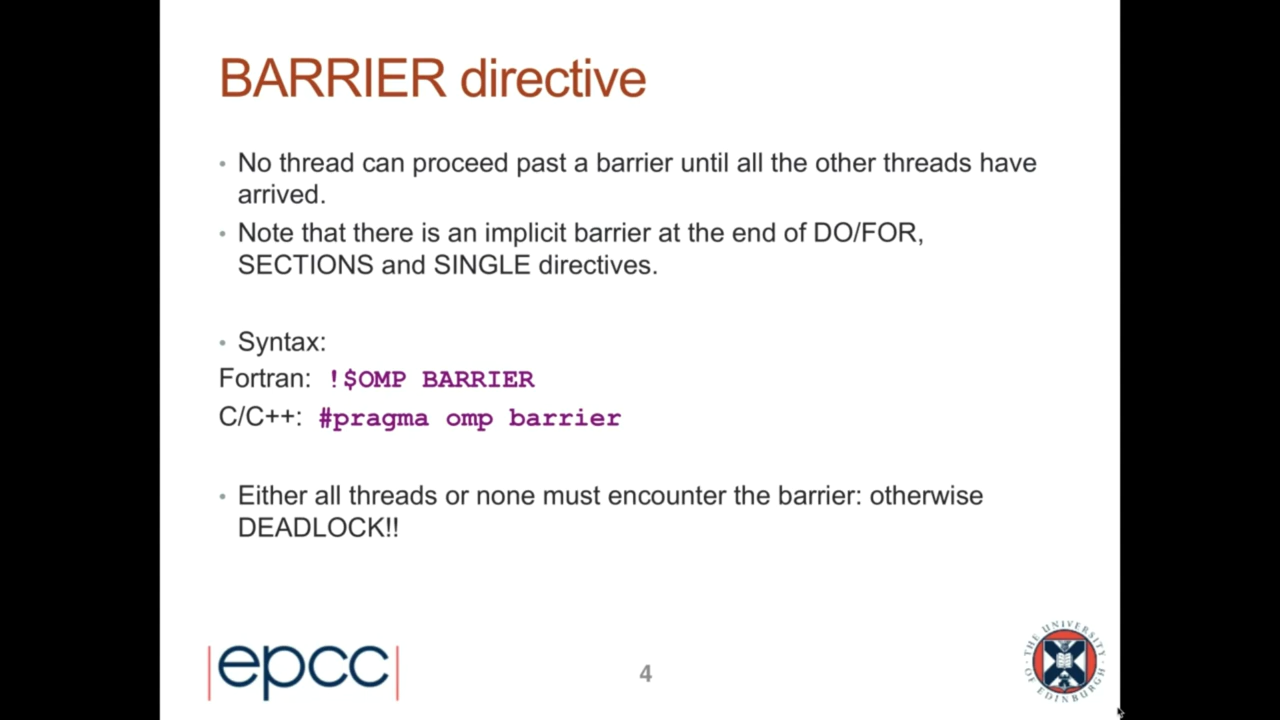 BARRIER directive
• No thread can proceed past a barrier until all the other threads have
arrived.
• Note that there is an implicit barrier at the end of DO/FOR,
SECTIONS and SINGLE directives.
• Syntax:
Fortran: !$OMP BARRIER
C/C++: #pragma omp barrier
• Either all threads or none must encounter the barrier: otherwise
DEADLOCK!!
|epcc|
4
THE UNIVERSITY
OF EDINBURGH